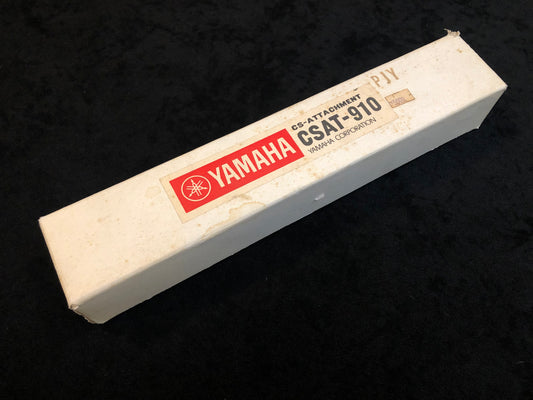 PJY
YAMAHA
CS-ATTACHMENT
CSAT-910
YAMAHA CORPORATION